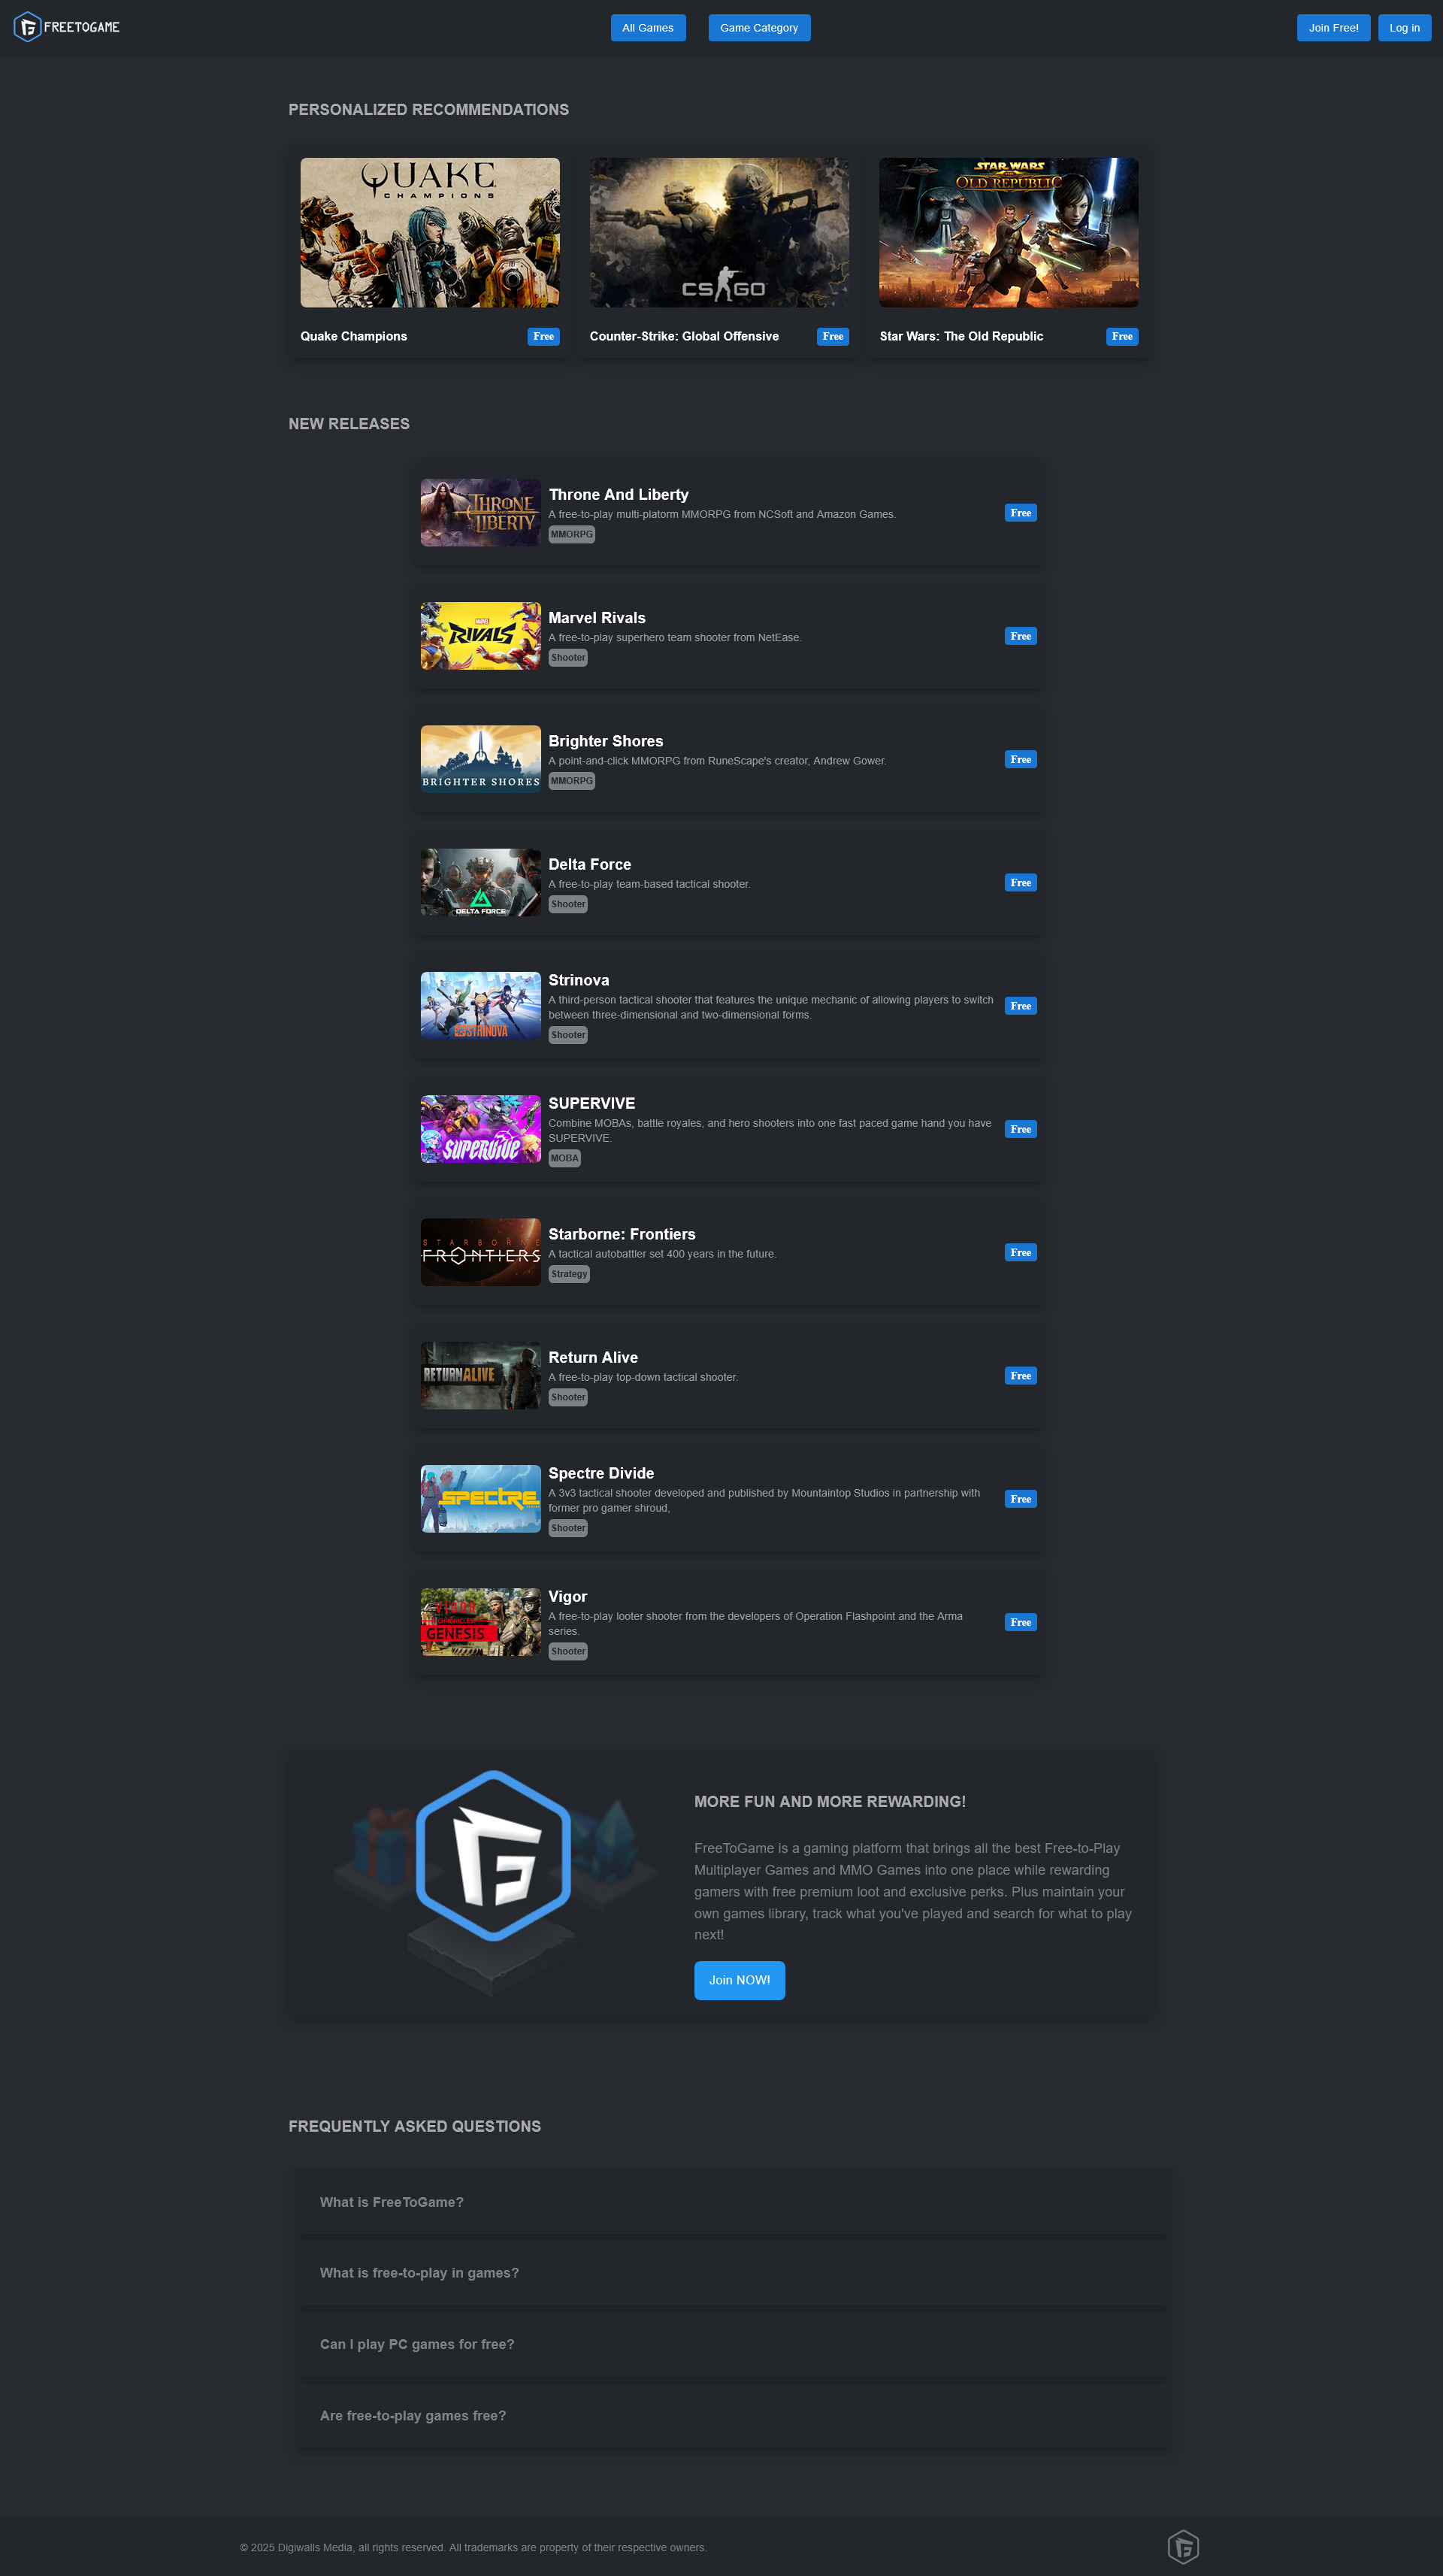 FREETOGAME
All Games
Game Category
Join Free!
Log in
PERSONALIZED RECOMMENDATIONS
QUAKE
CHAMPIONS
CS GO
STAR WARS
THE
OLD REPUBLIC
Quake Champions
Free
Counter-Strike: Global Offensive
Free
Star Wars: The Old Republic
Free
NEW RELEASES
THRONE
AND
LIBERTY
Throne And Liberty
A free-to-play multi-platorm MMORPG from NCSoft and Amazon Games.
MMORPG
Free
MARVEL
RIVALS
Marvel Rivals
A free-to-play superhero team shooter from NetEase.
Shooter
Free
BRIGHTER SHORES
Brighter Shores
A point-and-click MMORPG from RuneScape's creator, Andrew Gower.
MMORPG
Free
DELTA FORCE
Delta Force
A free-to-play team-based tactical shooter.
Shooter
Free
STRINOVA
Strinova
A third-person tactical shooter that features the unique mechanic of allowing players to switch
between three-dimensional and two-dimensional forms.
Shooter
Free
SUPERVIVE
SUPERVIVE
Combine MOBAs, battle royales, and hero shooters into one fast paced game hand you have
SUPERVIVE.
MOBA
Free
STARBORNE
FRONTIERS
Starborne: Frontiers
A tactical autobattler set 400 years in the future.
Strategy
Free
RETURN ALIVE
Return Alive
A free-to-play top-down tactical shooter.
Shooter
Free
SPECTRE
Spectre Divide
A 3v3 tactical shooter developed and published by Mountaintop Studios in partnership with
former pro gamer shroud,
Shooter
Free
VIGOR
CHRONICLES
GENESIS
Vigor
A free-to-play looter shooter from the developers of Operation Flashpoint and the Arma
series.
Shooter
Free
MORE FUN AND MORE REWARDING!
FreeToGame is a gaming platform that brings all the best Free-to-Play
Multiplayer Games and MMO Games into one place while rewarding
gamers with free premium loot and exclusive perks. Plus maintain your
own games library, track what you've played and search for what to play
next!
Join NOW!
FREQUENTLY ASKED QUESTIONS
What is FreeToGame?
What is free-to-play in games?
Can I play PC games for free?
Are free-to-play games free?
© 2025 Digiwalls Media, all rights reserved. All trademarks are property of their respective owners.